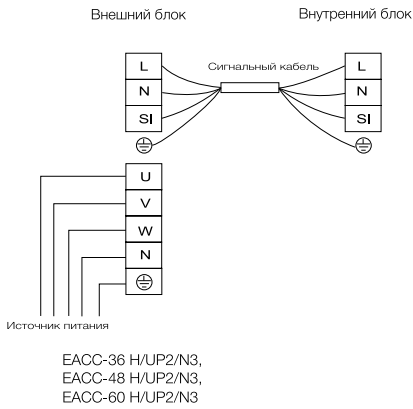 Внешний блок
Внутренний блок
Сигнальный кабель
L
N
SI
L
N
SI
U
V
W
N
Источник питания
EACC-36 H/UP2/N3,
EACC-48 H/UP2/N3,
EACC-60 H/UP2/N3